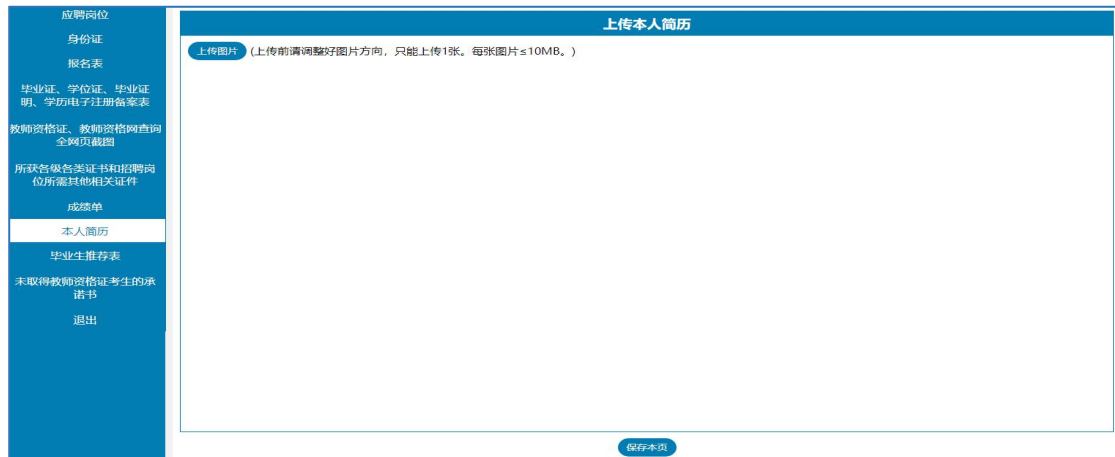 应聘岗位
身份证
报名表
毕业证、学位证、毕业证
明、学历电子注册备案表
教师资格证、教师资格网查询
全网页截图
所获各级各类证书和招聘岗
位所需其他相关证件
成绩单
本人简历
毕业生推荐表
未取得教师资格证考生的承
诺书
退出
上传本人简历
上传图片 (上传前请调整好图片方向，只能上传1张。每张图片≤10MB。)
保存本页